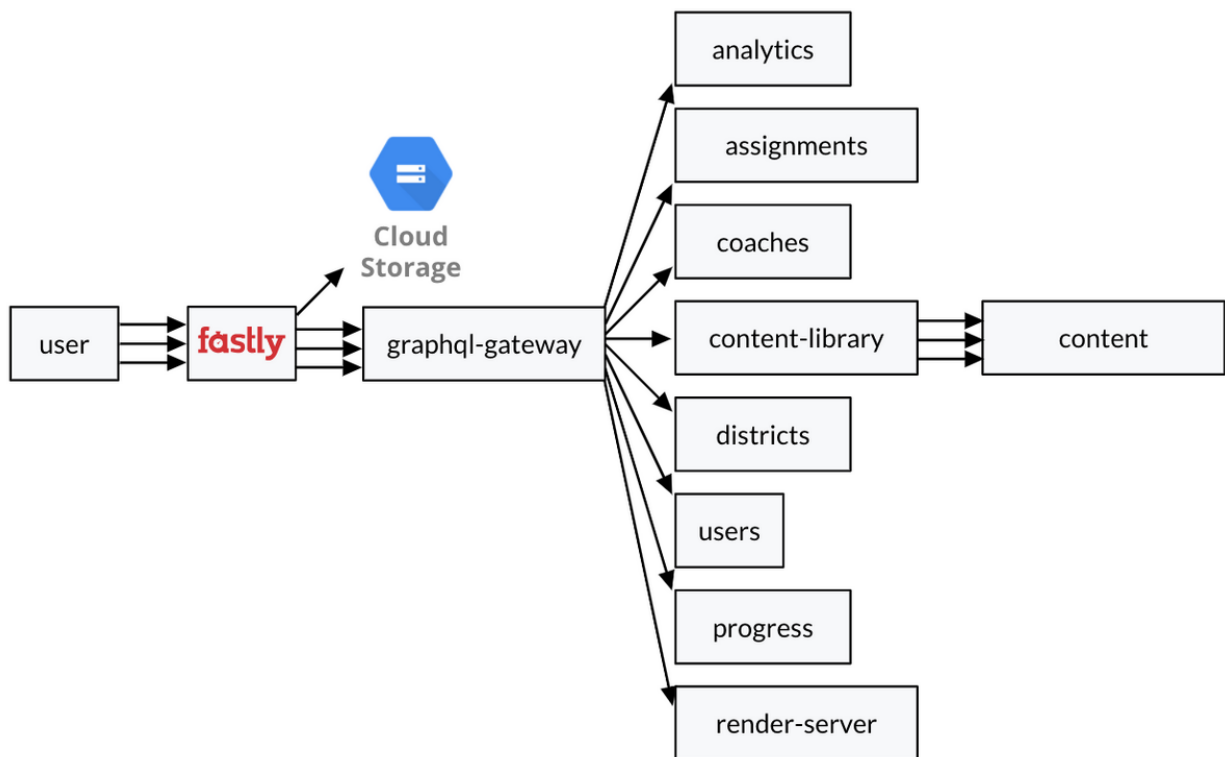 analytics
assignments
Cloud
Storage
coaches
user
fastly
graphql-gateway
content-library
content
districts
users
progress
render-server